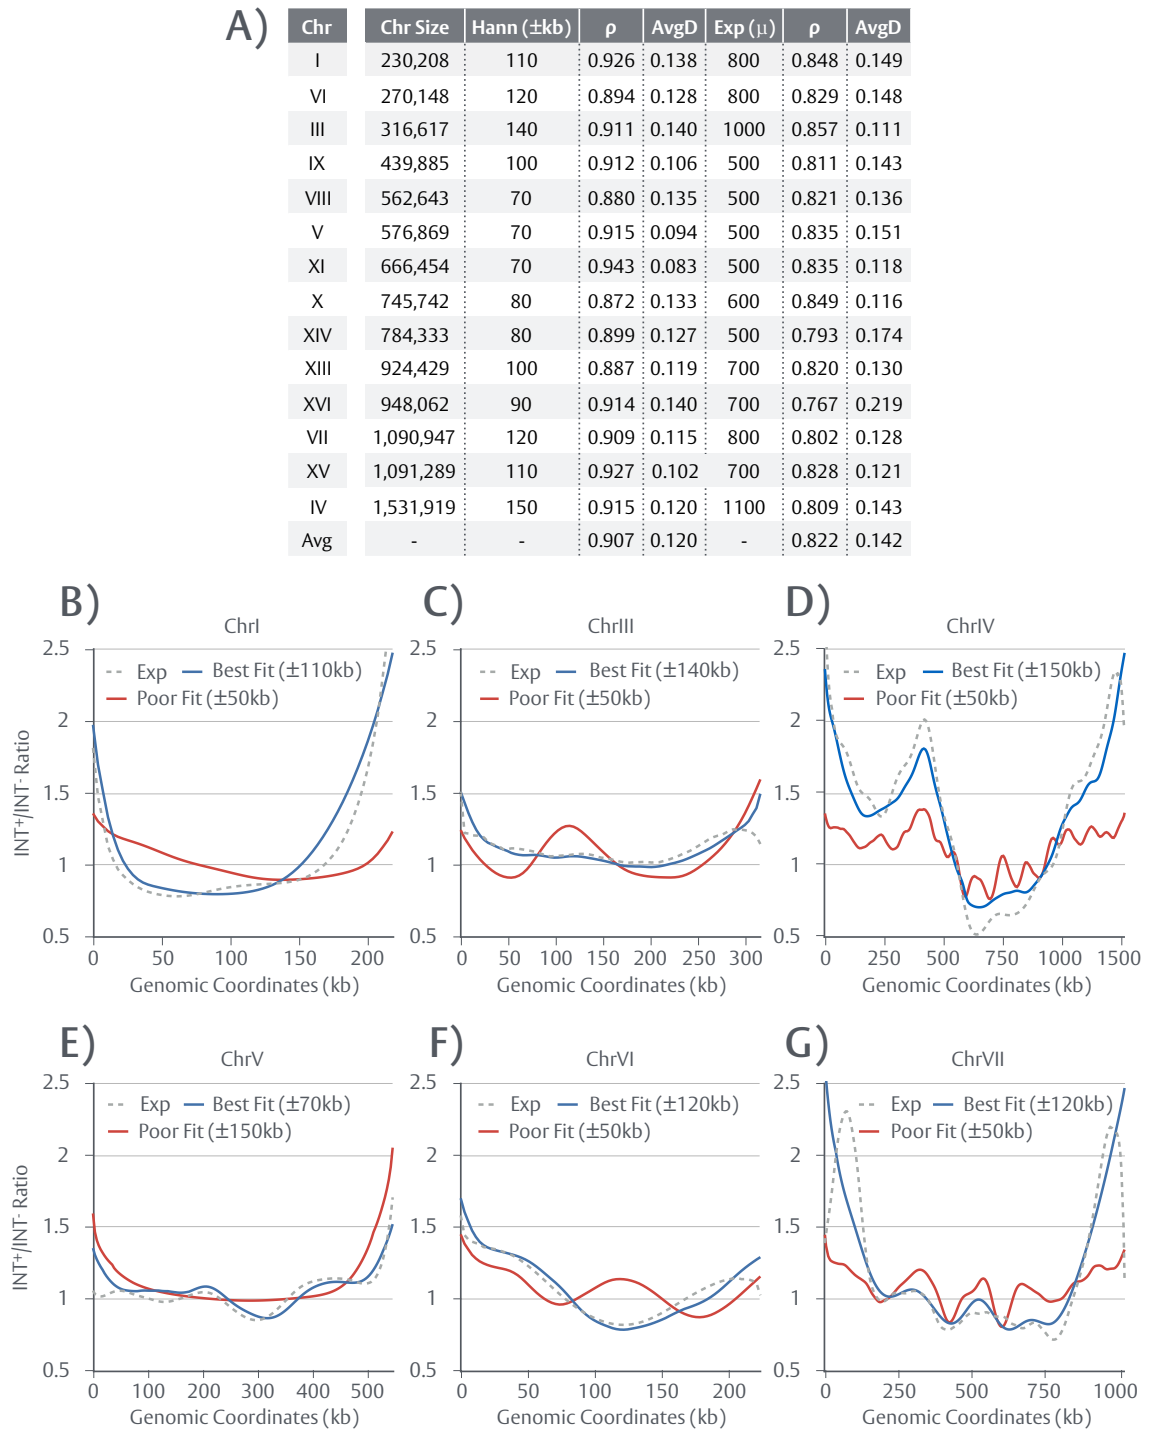 A)
Chr Chr Size Hann (±kb) ρ AvgD Exp (μ) ρ AvgD
I 230,208 110 0.926 0.138 800 0.848 0.149
VI 270,148 120 0.894 0.128 800 0.829 0.148
III 316,617 140 0.911 0.140 1000 0.857 0.111
IX 439,885 100 0.912 0.106 500 0.811 0.143
VIII 562,643 70 0.880 0.135 500 0.821 0.136
V 576,869 70 0.915 0.094 500 0.835 0.151
XI 666,454 70 0.943 0.083 500 0.835 0.118
X 745,742 80 0.872 0.133 600 0.849 0.116
XIV 784,333 80 0.899 0.127 500 0.793 0.174
XIII 924,429 100 0.887 0.119 700 0.820 0.130
XVI 948,062 90 0.914 0.140 700 0.767 0.219
VII 1,090,947 120 0.909 0.115 800 0.802 0.128
XV 1,091,289 110 0.927 0.102 700 0.828 0.121
IV 1,531,919 150 0.915 0.120 1100 0.809 0.143
Avg - - 0.907 0.120 - 0.822 0.142
B)
ChrI
Exp Best Fit (±110kb)
Poor Fit (±50kb)
2.5
2
1.5
1
0.5
INT+/INT- Ratio
0 50 100 150 200
Genomic Coordinates (kb)
C)
ChrIII
Exp Best Fit (±140kb)
Poor Fit (±50kb)
2.5
2
1.5
1
0.5
0 50 100 150 200 250 300
Genomic Coordinates (kb)
D)
ChrIV
Exp Best Fit (±150kb)
Poor Fit (±50kb)
2.5
2
1.5
1
0.5
0 250 500 750 1000 1500
Genomic Coordinates (kb)
E)
ChrV
Exp Best Fit (±70kb)
Poor Fit (±150kb)
2.5
2
1.5
1
0.5
INT+/INT- Ratio
0 100 200 300 400 500
Genomic Coordinates (kb)
F)
ChrVI
Exp Best Fit (±120kb)
Poor Fit (±50kb)
2.5
2
1.5
1
0.5
0 50 100 150 200
Genomic Coordinates (kb)
G)
ChrVII
Exp Best Fit (±120kb)
Poor Fit (±50kb)
2.5
2
1.5
1
0.5
0 250 500 750 1000
Genomic Coordinates (kb)